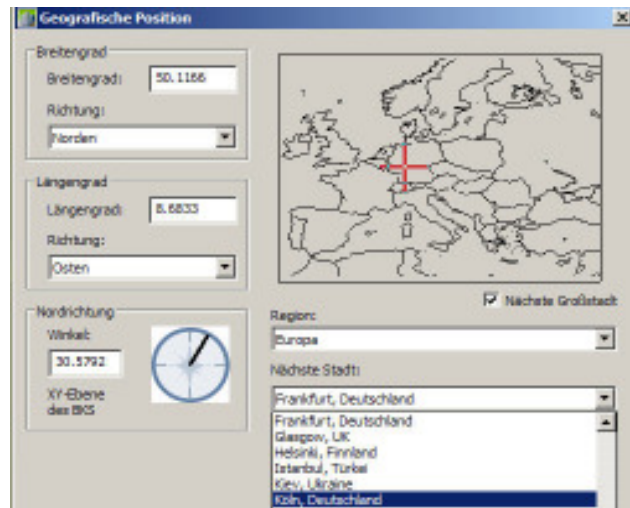 Geografische Position
Breitengrad
Breitengrad:
50.1166
Richtung:
Norden
Längengrad
Längengrad:
8.6833
Richtung:
Osten
Nordrichtung
Winkel:
30.5792
XY-Ebene
des BKS
Nächste Großstadt
Region:
Europa
Nächste Stadt:
Frankfurt, Deutschland
Frankfurt, Deutschland
Glasgow, UK
Helsinki, Finnland
Istanbul, Türkei
Kiev, Ukraine
Köln, Deutschland